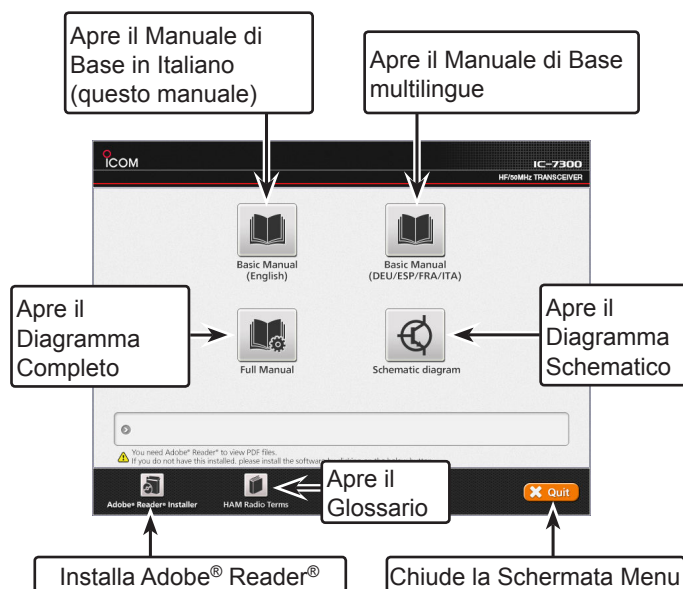 Apre il Manuale di
Base in Italiano
(questo manuale)
Apre il Manuale di Base
multilingue
ICOM
IC-7300
HF/50MHz TRANSCEIVER
Basic Manual
(English)
Basic Manual
(DEU/ESP/FRA/ITA)
Apre il
Diagramma
Completo
Full Manual
Schematic diagram
Apre il
Diagramma
Schematico
You need Adobe® Reader® to view PDF files.
If you do not have this installed, please install the software
Adobe® Reader® Installer
HAM Radio Terms
Apre il
Glossario
Quit
Installa Adobe® Reader®
Chiude la Schermata Menu